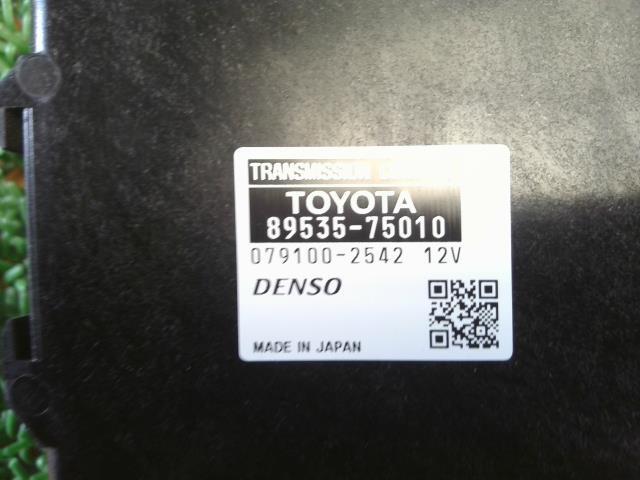 TRANSMISSION
TOYOTA
89535-75010
079100-2542 12V
DENSO
MADE IN JAPAN